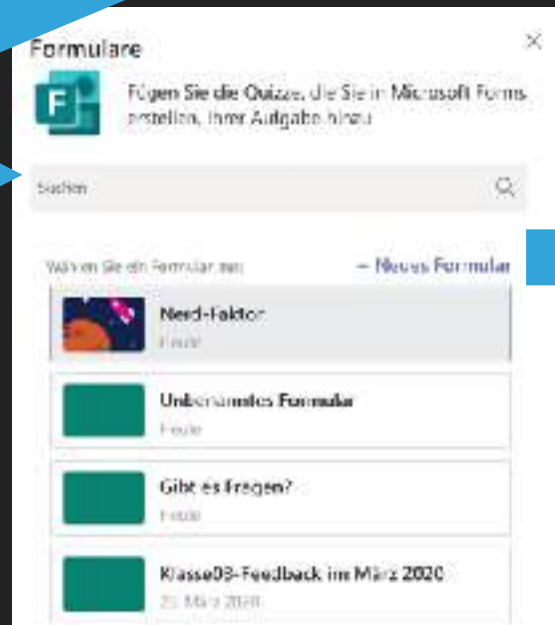 Formulare
F
Fügen Sie die Quizze, die Sie in Microsoft Forms
erstellen, Ihrer Aufgabe hinzu
Suchen
Wählen Sie ein Formular aus:
+ Neues Formular
Nerd-Faktor
Heute
Unbenanntes Formular
Heute
Gibt es Fragen?
Heute
Klasse08-Feedback im März 2020
März 2020